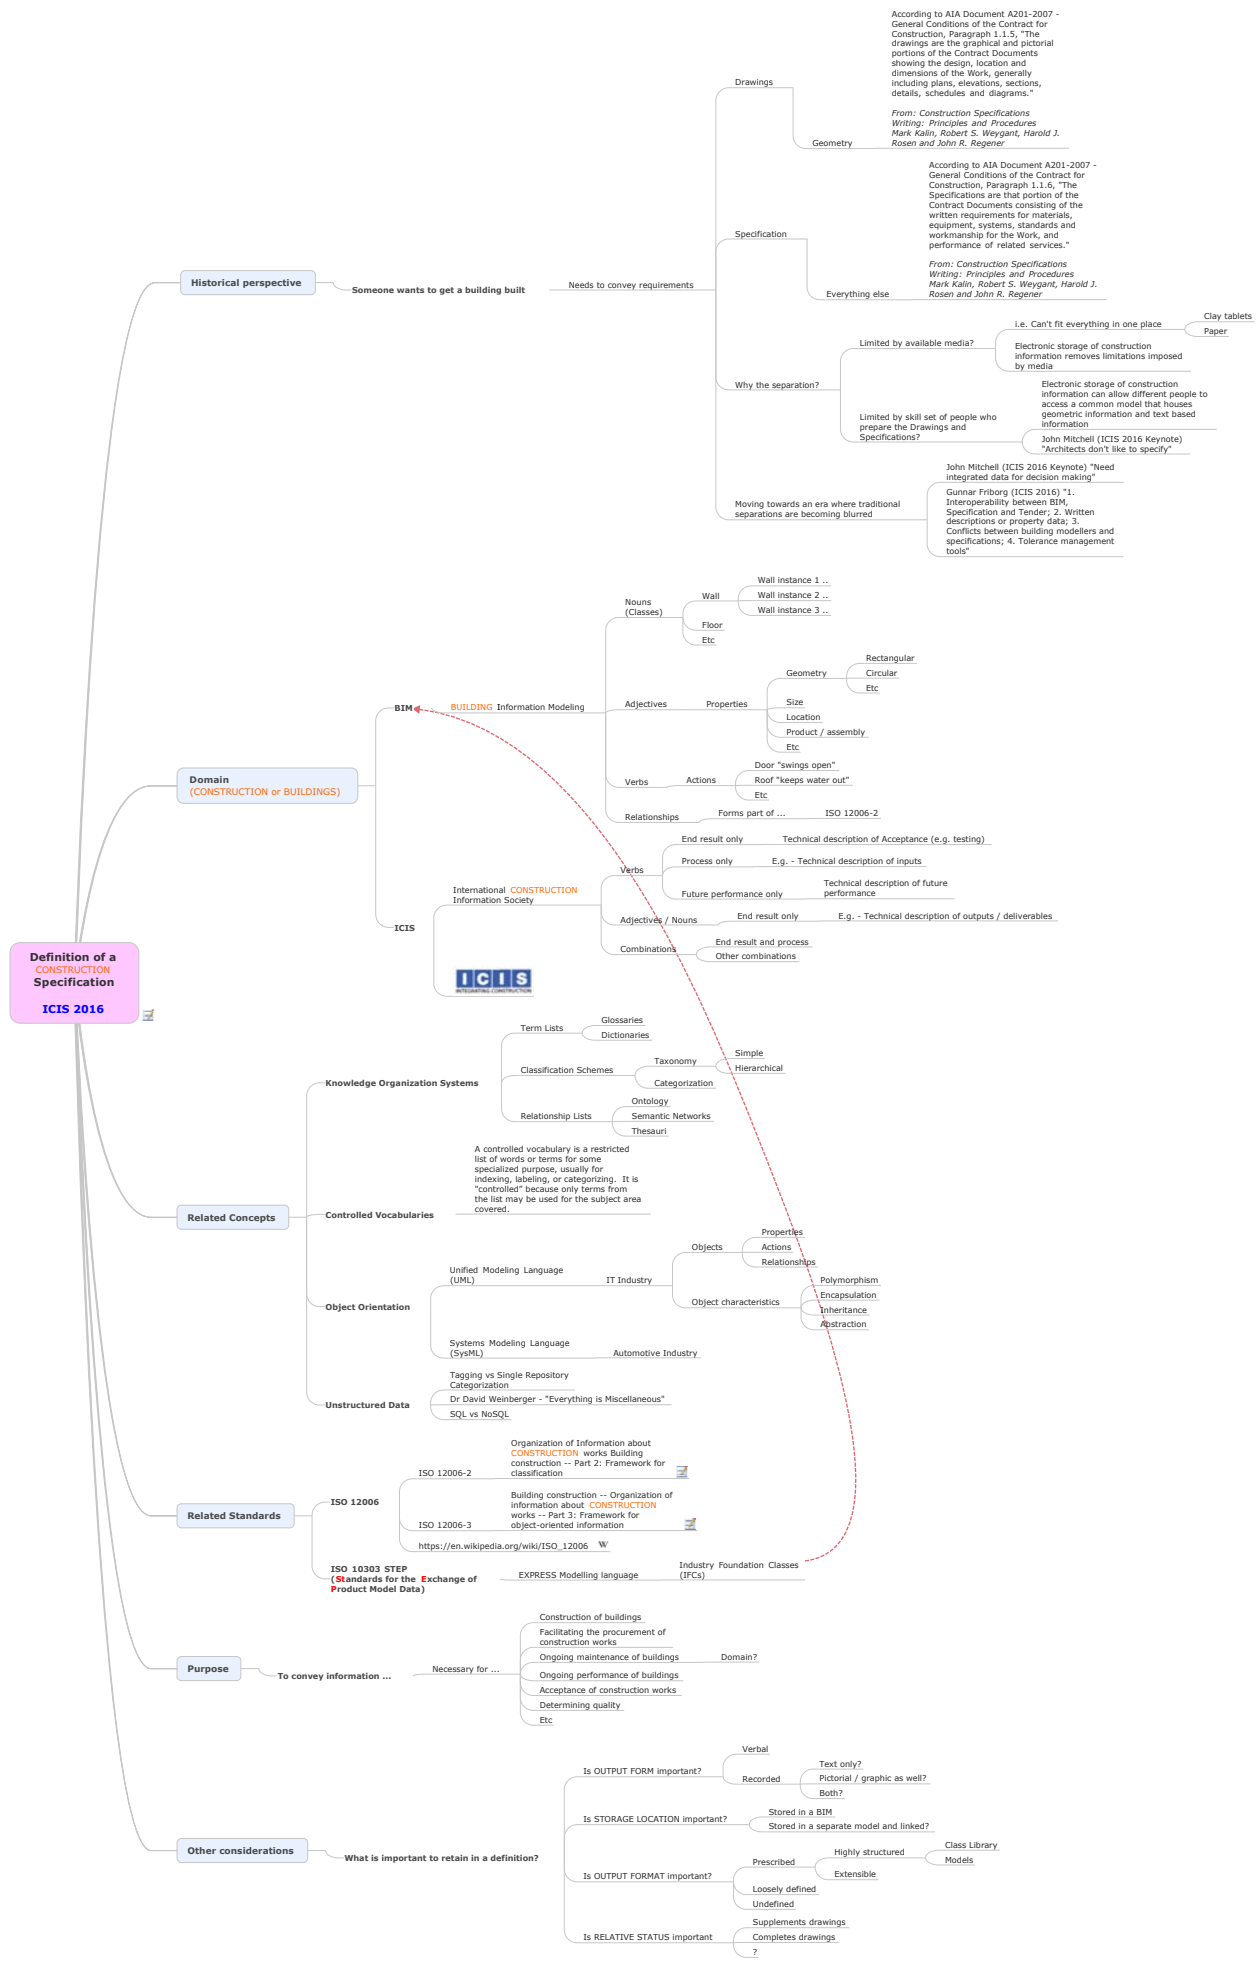 Definition of a
CONSTRUCTION
Specification
ICIS 2016
Historical perspective
Someone wants to get a building built
Needs to convey requirements
Drawings
Geometry
According to AIA Document A201-2007 -
General Conditions of the Contract for
Construction, Paragraph 1.1.5, "The
drawings are the graphical and pictorial
portions of the Contract Documents
showing the design, location and
dimensions of the Work, generally
including plans, elevations, sections,
details, schedules and diagrams."
From: Construction Specifications
Writing: Principles and Procedures
Mark Kalin, Robert S. Weygant, Harold J.
Rosen and John R. Regener
Specification
Everything else
According to AIA Document A201-2007 -
General Conditions of the Contract for
Construction, Paragraph 1.1.6, "The
Specifications are that portion of the
Contract Documents consisting of the
written requirements for materials,
equipment, systems, standards and
workmanship for the Work, and
performance of related services."
From: Construction Specifications
Writing: Principles and Procedures
Mark Kalin, Robert S. Weygant, Harold J.
Rosen and John R. Regener
Why the separation?
Limited by available media?
i.e. Can't fit everything in one place
Clay tablets
Paper
Electronic storage of construction
information removes limitations imposed
by media
Limited by skill set of people who
prepare the Drawings and
Specifications?
Electronic storage of construction
information can allow different people to
access a common model that houses
geometric information and text based
information
John Mitchell (ICIS 2016 Keynote)
"Architects don't like to specify"
Moving towards an era where traditional
separations are becoming blurred
John Mitchell (ICIS 2016 Keynote) "Need
integrated data for decision making"
Gunnar Friborg (ICIS 2016) "1.
Interoperability between BIM,
Specification and Tender; 2. Written
descriptions or property data; 3.
Conflicts between building modellers and
specifications; 4. Tolerance management
tools"
Domain
(CONSTRUCTION or BUILDINGS)
BIM
BUILDING Information Modeling
Nouns
(Classes)
Wall
Wall instance 1 ..
Wall instance 2 ..
Wall instance 3 ..
Floor
Etc
Adjectives
Properties
Geometry
Rectangular
Circular
Etc
Size
Location
Product / assembly
Etc
Verbs
Actions
Door "swings open"
Roof "keeps water out"
Etc
Relationships
Forms part of ...
ISO 12006-2
ICIS
International CONSTRUCTION
Information Society
Verbs
End result only
Technical description of Acceptance (e.g. testing)
Process only
E.g. - Technical description of inputs
Future performance only
Technical description of future
performance
Adjectives / Nouns
End result only
E.g. - Technical description of outputs / deliverables
Combinations
End result and process
Other combinations
ICIS
INTEGRATING CONSTRUCTION
Related Concepts
Knowledge Organization Systems
Term Lists
Glossaries
Dictionaries
Classification Schemes
Taxonomy
Simple
Hierarchical
Categorization
Relationship Lists
Ontology
Semantic Networks
Thesauri
Controlled Vocabularies
A controlled vocabulary is a restricted
list of words or terms for some
specialized purpose, usually for
indexing, labeling, or categorizing. It is
"controlled" because only terms from
the list may be used for the subject area
covered.
Object Orientation
Unified Modeling Language
(UML)
IT Industry
Objects
Properties
Actions
Relationships
Object characteristics
Polymorphism
Encapsulation
Inheritance
Abstraction
Systems Modeling Language
(SysML)
Automotive Industry
Unstructured Data
Tagging vs Single Repository
Categorization
Dr David Weinberger - "Everything is Miscellaneous"
SQL vs NoSQL
Related Standards
ISO 12006
ISO 12006-2
Organization of Information about
CONSTRUCTION works Building
construction -- Part 2: Framework for
classification
ISO 12006-3
Building construction -- Organization of
information about CONSTRUCTION
works -- Part 3: Framework for
object-oriented information
https://en.wikipedia.org/wiki/ISO_12006 W
ISO 10303 STEP
(Standards for the Exchange of
Product Model Data)
EXPRESS Modelling language
Industry Foundation Classes
(IFCs)
Purpose
To convey information ...
Necessary for ...
Construction of buildings
Facilitating the procurement of
construction works
Ongoing maintenance of buildings
Domain?
Ongoing performance of buildings
Acceptance of construction works
Determining quality
Etc
Other considerations
What is important to retain in a definition?
Is OUTPUT FORM important?
Verbal
Recorded
Text only?
Pictorial / graphic as well?
Both?
Is STORAGE LOCATION important?
Stored in a BIM
Stored in a separate model and linked?
Is OUTPUT FORMAT important?
Prescribed
Highly structured
Class Library
Models
Extensible
Loosely defined
Undefined
Is RELATIVE STATUS important
Supplements drawings
Completes drawings
?